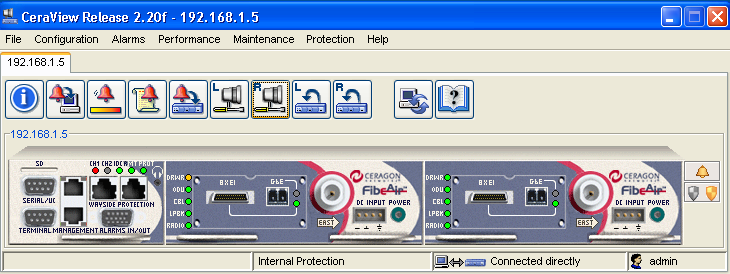 CeraView Release 2.20f - 192.168.1.5
File Configuration Alarms Performance Maintenance Protection Help
192.168.1.5
L R L R
192.168.1.5
SD CH1 CH2 IDC R MT PROT
SERIAL/UC WAYSIDE PROTECTION
TERMINAL MANAGEMENT ALARMS IN/OUT
DRWR
ODU
CBL
LPBK
RADIO
8XE1 GbE
EAST
CERAGON
NETWORKS
FibeAir
DC INPUT POWER
DRWR
ODU
CBL
LPBK
RADIO
8XE1 GbE
EAST
CERAGON
NETWORKS
FibeAir
DC INPUT POWER
Internal Protection Connected directly admin